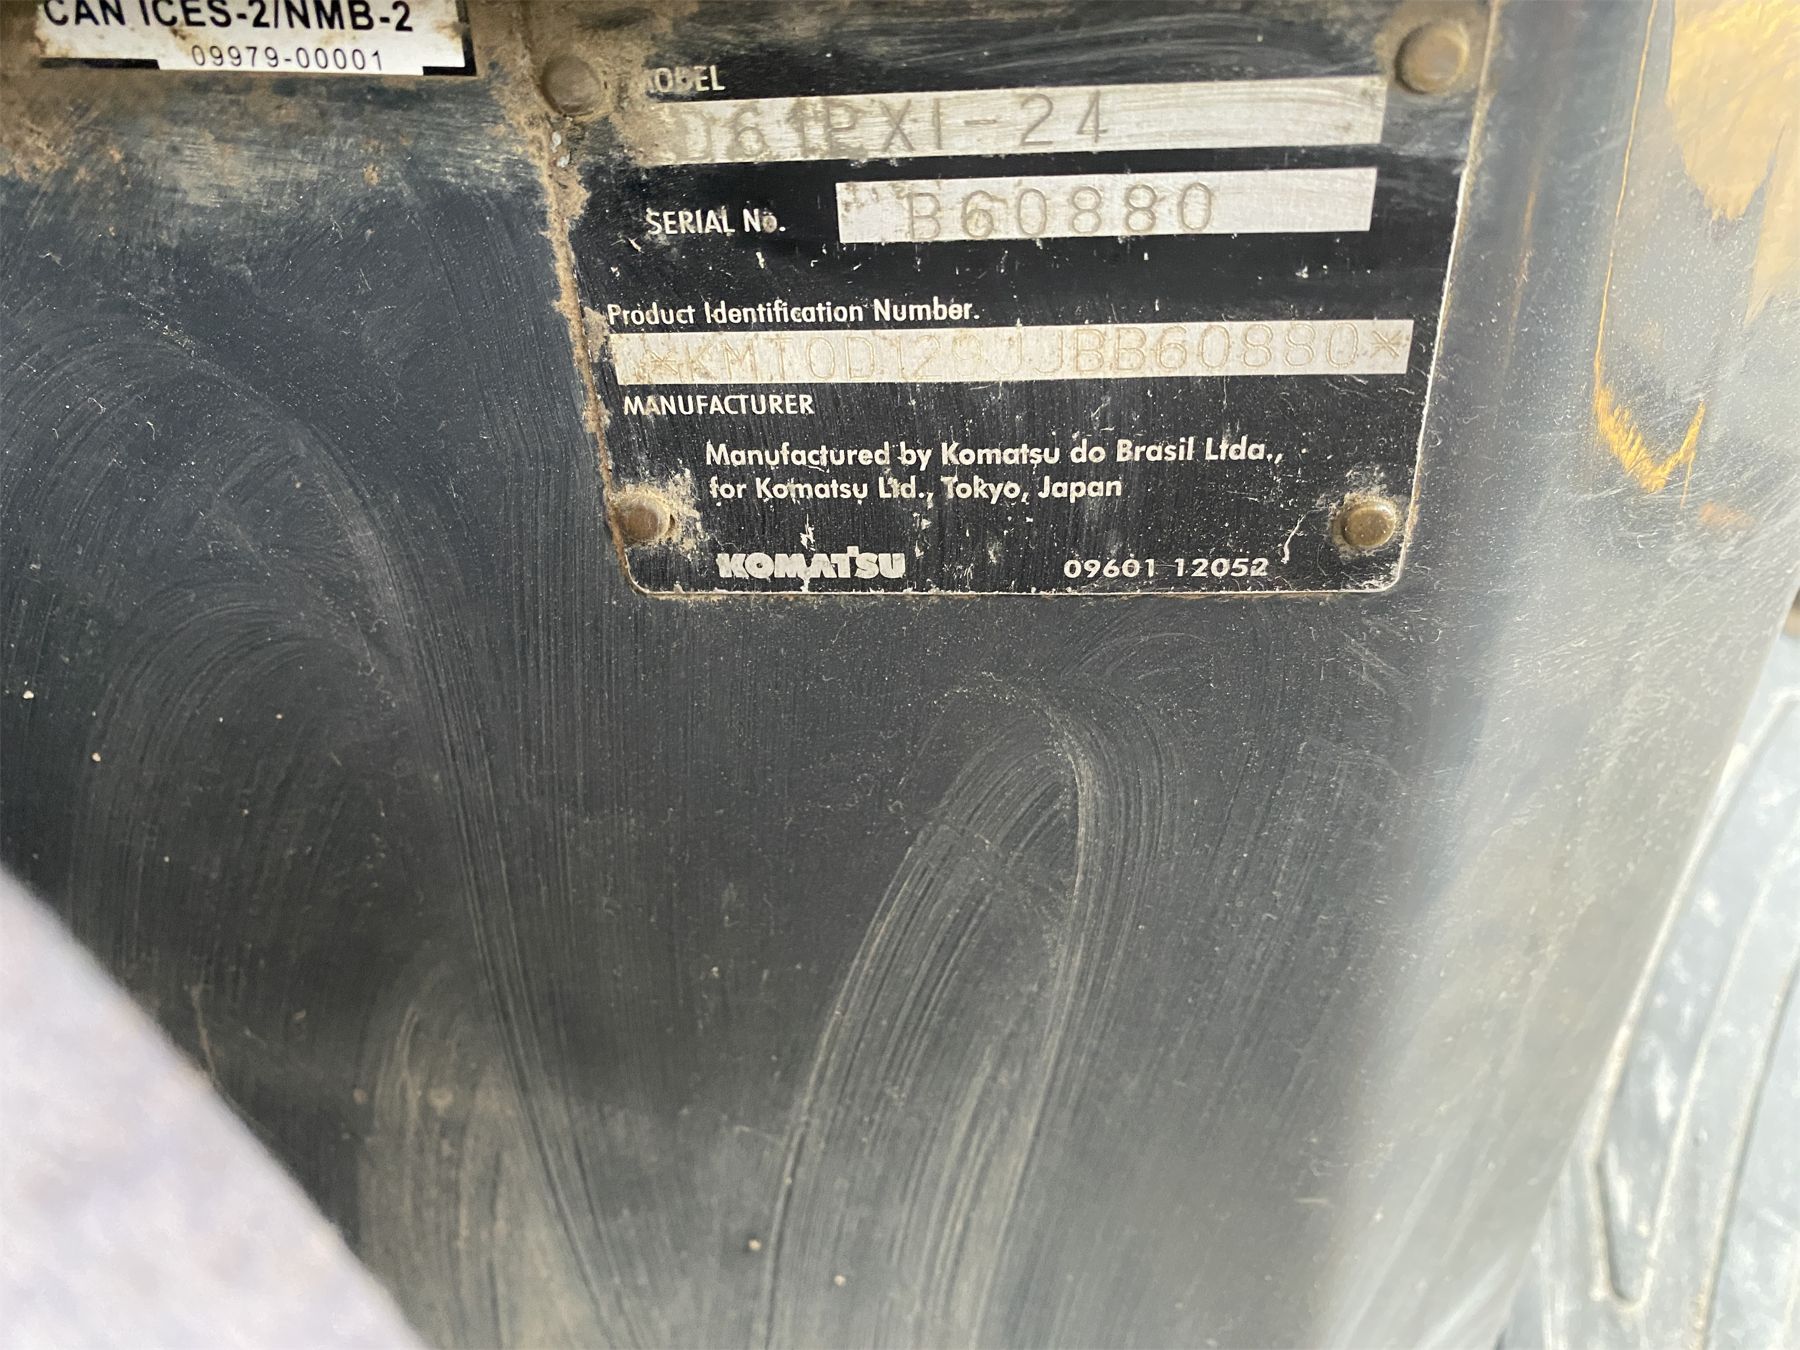 CAN ICES-2/NMB-2
09979-00001
MODEL
D61PXI-24
SERIAL No.
B60880
Product Identification Number.
*KMT0D129JJBB60880*
MANUFACTURER
Manufactured by Komatsu do Brasil Ltda.,
for Komatsu Ltd., Tokyo, Japan
KOMATSU
09601 12052